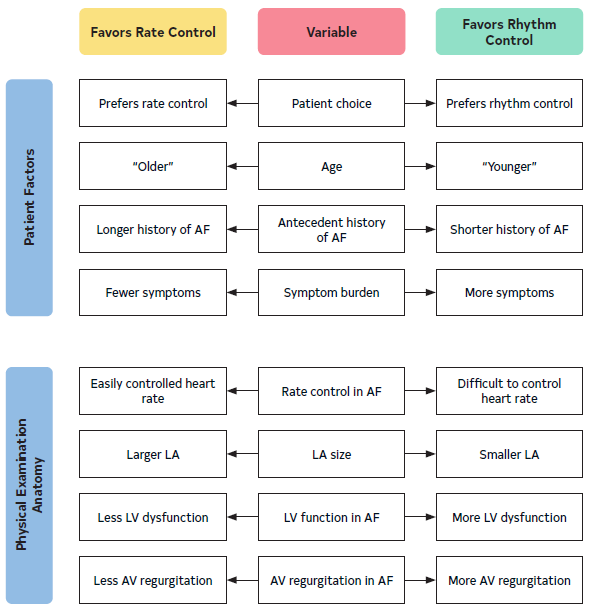 Favors Rate Control
Variable
Favors Rhythm
Control
Patient Factors
Prefers rate control
Patient choice
Prefers rhythm control
“Older”
Age
“Younger”
Longer history of AF
Antecedent history
of AF
Shorter history of AF
Fewer symptoms
Symptom burden
More symptoms
Physical Examination
Anatomy
Easily controlled heart
rate
Rate control in AF
Difficult to control
heart rate
Larger LA
LA size
Smaller LA
Less LV dysfunction
LV function in AF
More LV dysfunction
Less AV regurgitation
AV regurgitation in AF
More AV regurgitation